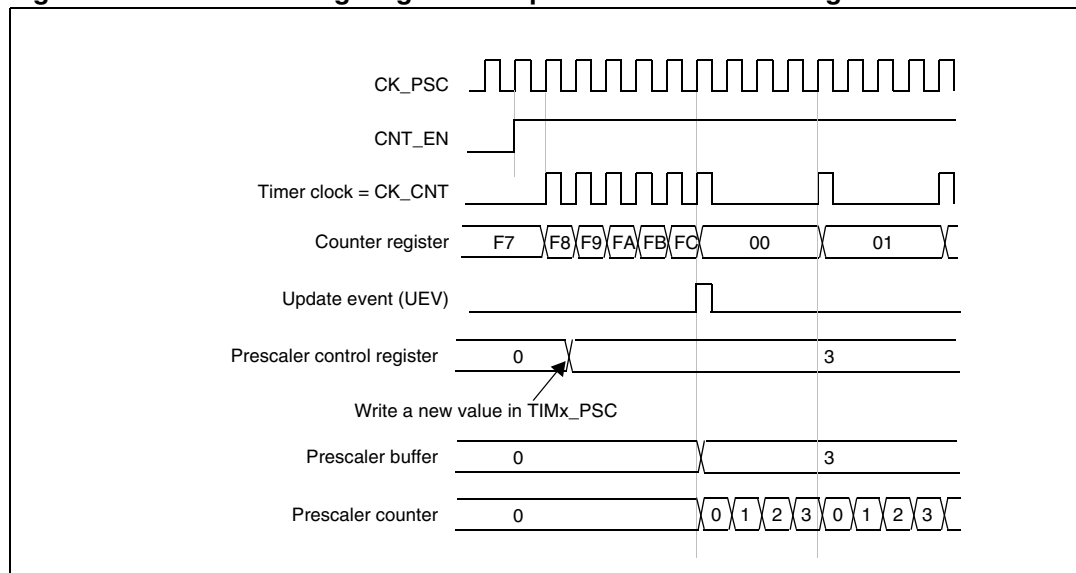 CK_PSC
CNT_EN
Timer clock = CK_CNT
Counter register F7 F8 F9 FA FB FC 00 01
Update event (UEV)
Prescaler control register 0 3
Write a new value in TIMx_PSC
Prescaler buffer 0 3
Prescaler counter 0 0 1 2 3 0 1 2 3